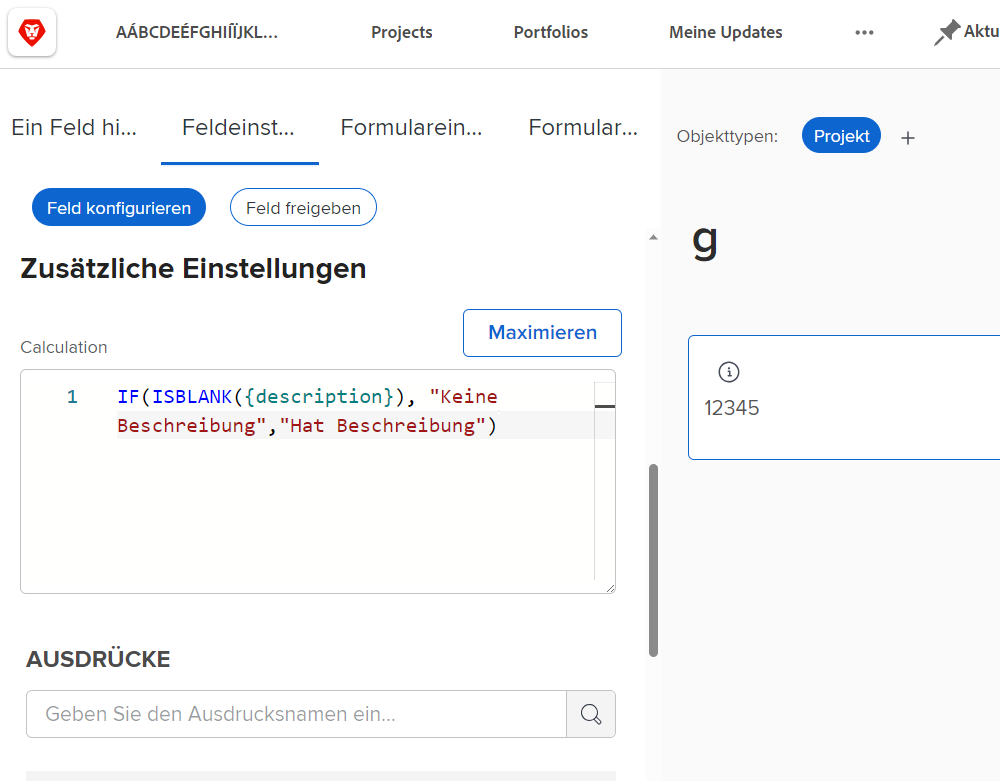 AÁBCDEÉFGHIÍÏJKL...
Projects
Portfolios
Meine Updates
Aktu
Ein Feld hi...
Feldeinst...
Formularein...
Formular...
Feld konfigurieren
Feld freigeben
Zusätzliche Einstellungen
Calculation
Maximieren
1
IF(ISBLANK({description}), "Keine
Beschreibung","Hat Beschreibung")
AUSDRÜCKE
Geben Sie den Ausdrucksnamen ein...
Objekttypen:
Projekt
g
12345